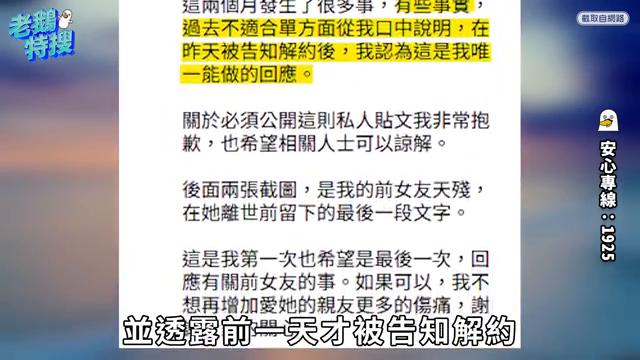 老鵝特搜
截取自網路
這兩個月發生了很多事，有些事實，
過去不適合單方面從我口中說明，在
昨天被告知解約後，我認為這是我唯
一能做的回應。
關於必須公開這則私人貼文我非常抱
歉，也希望相關人士可以諒解。
後面兩張截圖，是我的前女友天殘，
在她離世前留下的最後一段文字。
這是我第一次也希望是最後一次，回
應有關前女友的事。如果可以，我不
想再增加愛她的親友更多的傷痛，謝
並透露前一天才被告知解約
安心專線：1925